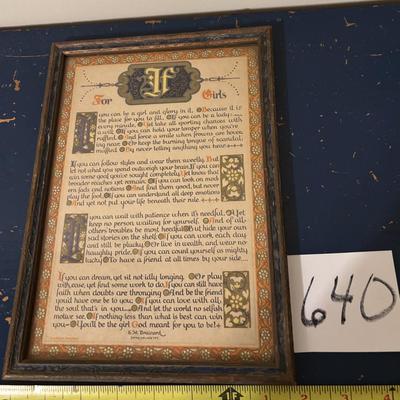 If
For Girls
If you can be a girl and glory in it, Because it is
the place for you to fill, If you can be a lady
every minute, Yet take all sporting chances with
a will; If you can hold your temper when you're
ruffled, And force a smile when frowns are hover-
ing near; Or keep the burning tongue of scandal
muffled By never telling anything you hear
If you can follow styles and wear them sweetly, But
let not what you spend outweigh your brain; If you can
win some goal you've sought completely, Yet know that
broader reaches yet remain; If you can look on mod-
ern fads and notions And find them good, but never
play the fool, If you can understand all deep emotions
And yet not put your life beneath their rule
If you can wait with patience when it's needful, Yet
keep no person waiting for yourself, And of all
others troubles be most heedful But hide your own
sad stories on the shelf; If you can work each day
and still be plucky, Or live in wealth, and wear no
haughty pride, If you can count yourself as mighty
lucky To have a friend at all times by your side
If you can dream, yet sit not idly longing, Or play
with ease, yet find some work to do, If you can still have
faith when doubts are thronging And be the friend
you'd have one be to you; If you can love with all,
the soul that's in you And let the world no selfish
motive see, If nothing less than what is best can win
you You'll be the girl God meant for you to be!
640